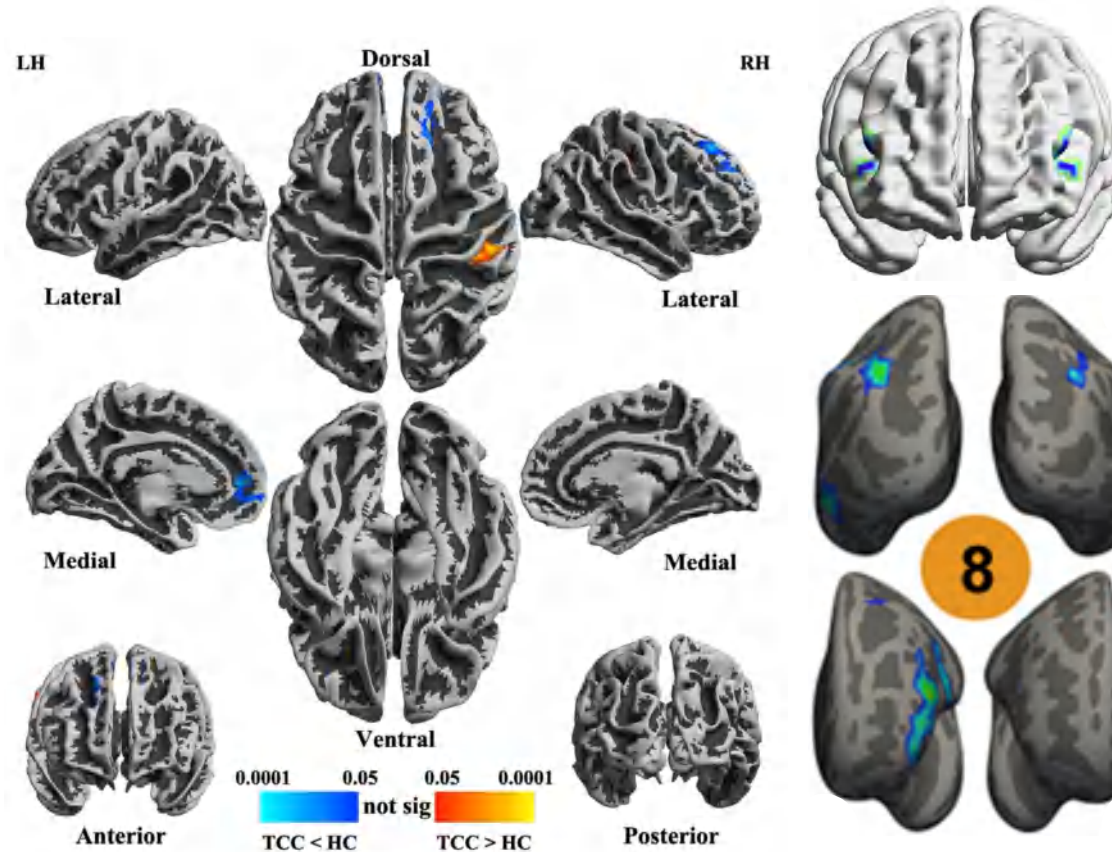 LH
Dorsal
RH
Lateral
Lateral
Medial
Medial
8
Ventral
0.0001 0.05 not sig 0.05 0.0001
TCC < HC TCC > HC
Anterior
Posterior